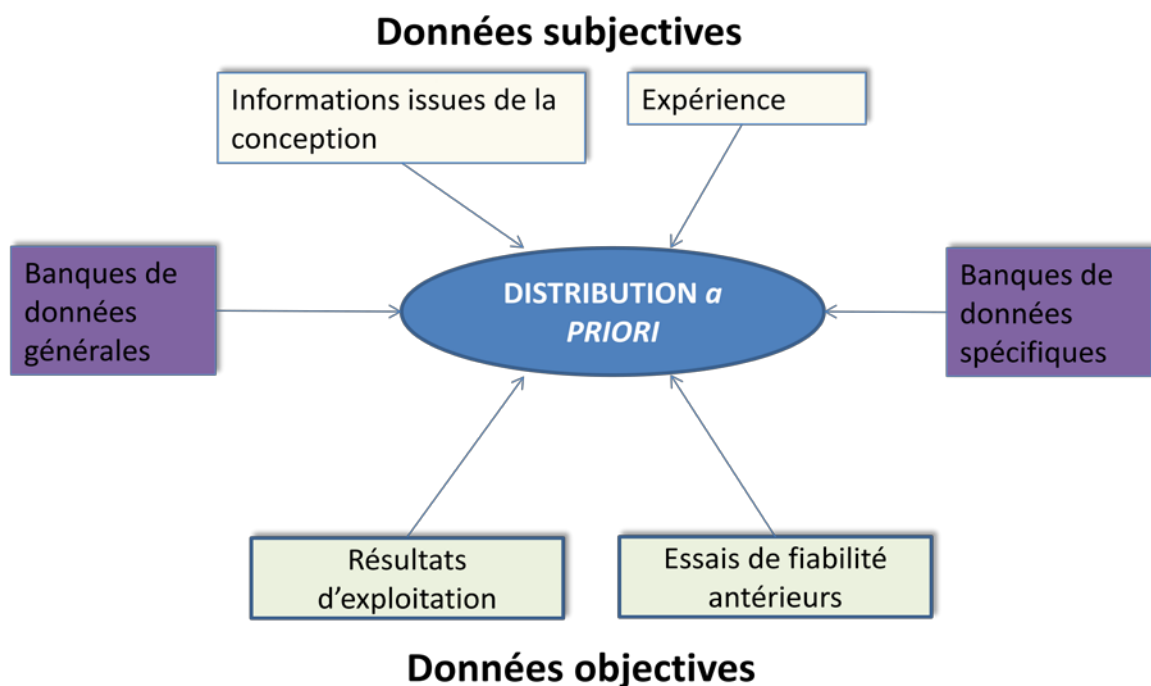 Données subjectives
Informations issues de la
conception
Expérience
Banques de
données
générales
DISTRIBUTION a
PRIORI
Banques de
données
spécifiques
Résultats
d’exploitation
Essais de fiabilité
antérieurs
Données objectives